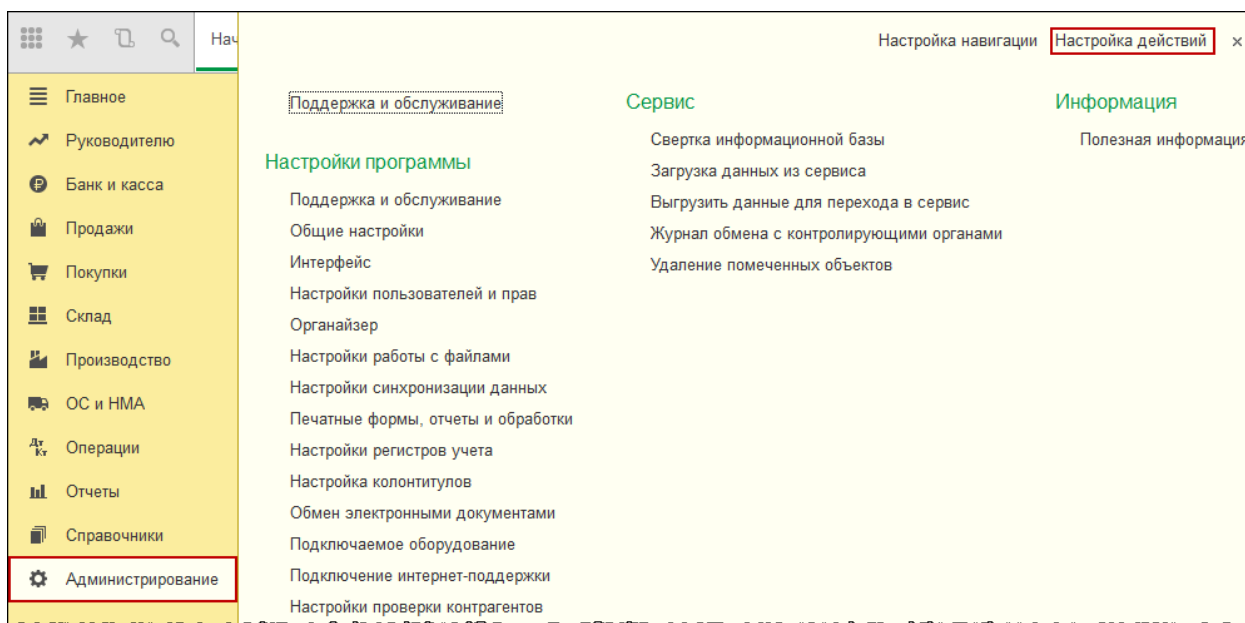 Нач
Настройка навигации
Настройка действий
Главное
Руководителю
Банк и касса
Продажи
Покупки
Склад
Производство
ОС и НМА
Операции
Отчеты
Справочники
Администрирование
Поддержка и обслуживание
Настройки программы
Поддержка и обслуживание
Общие настройки
Интерфейс
Настройки пользователей и прав
Органайзер
Настройки работы с файлами
Настройки синхронизации данных
Печатные формы, отчеты и обработки
Настройки регистров учета
Настройка колонтитулов
Обмен электронными документами
Подключаемое оборудование
Подключение интернет-поддержки
Настройки проверки контрагентов
Сервис
Свертка информационной базы
Загрузка данных из сервиса
Выгрузить данные для перехода в сервис
Журнал обмена с контролирующими органами
Удаление помеченных объектов
Информация
Полезная информация